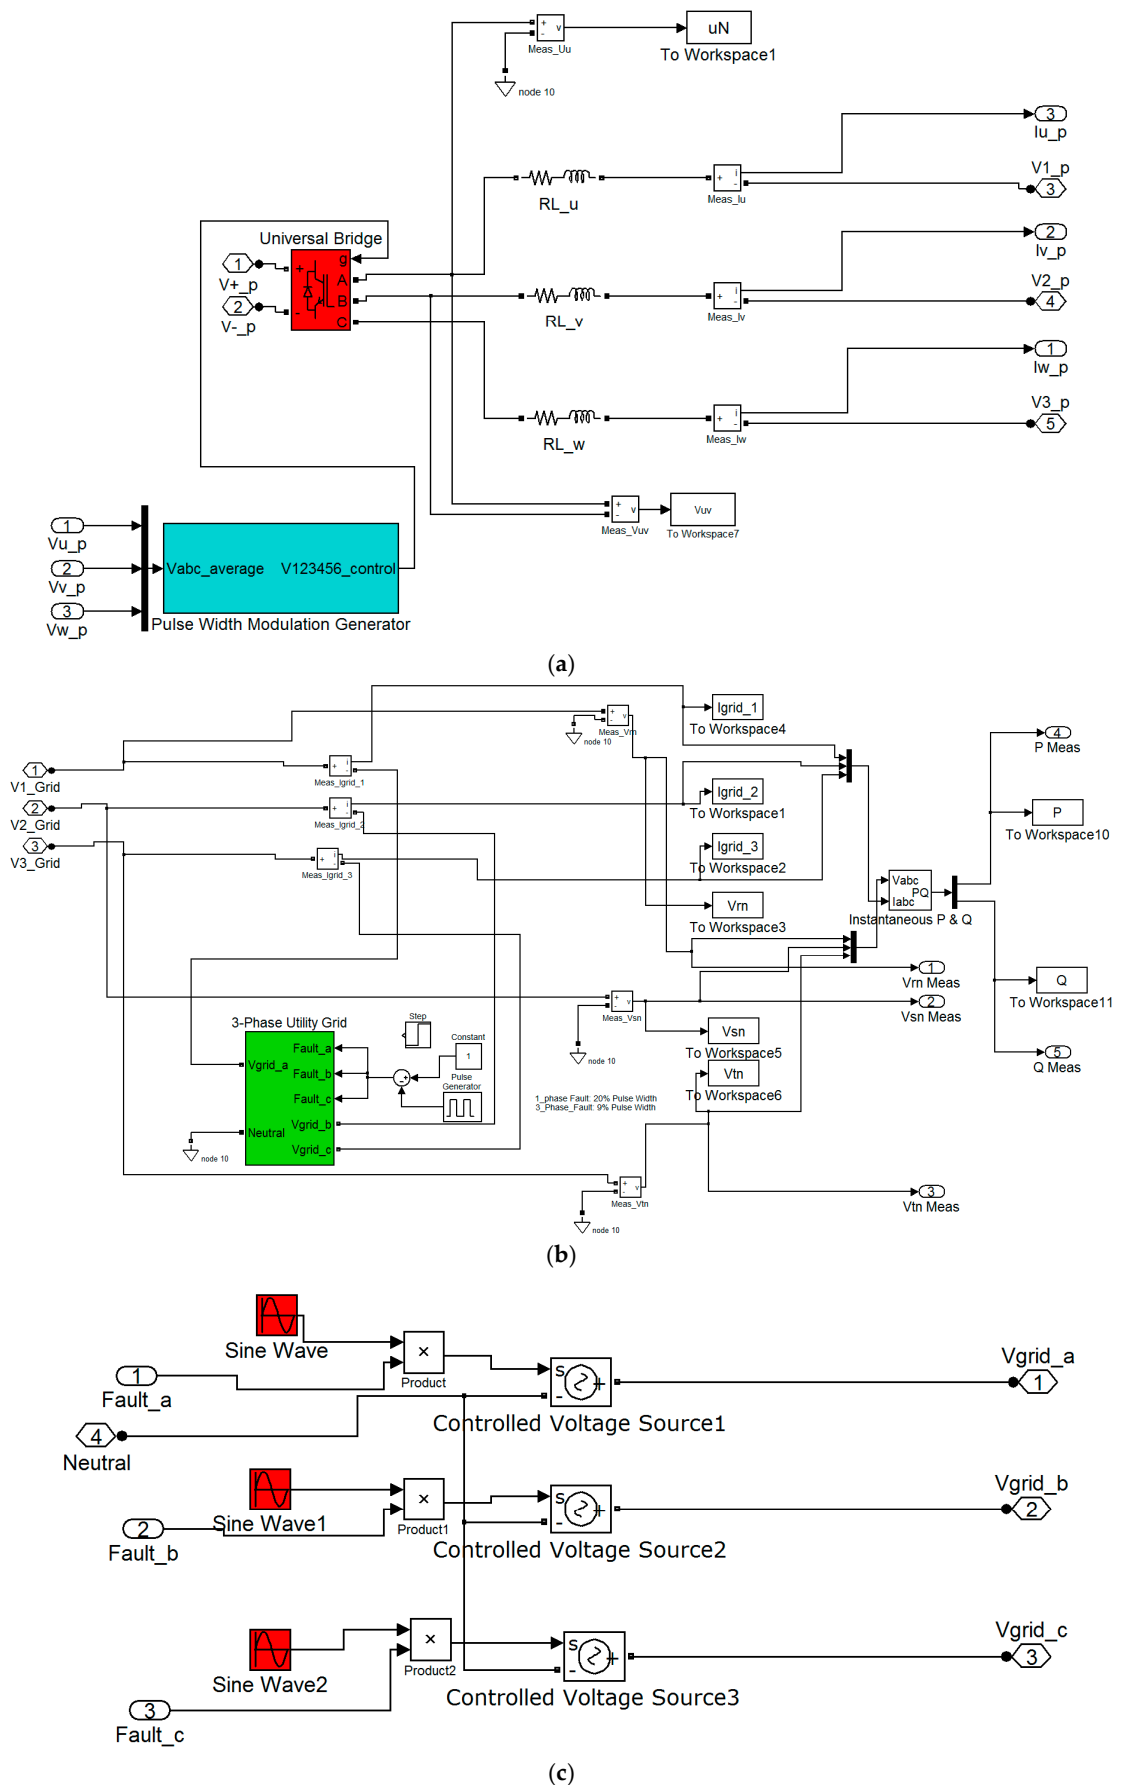 +
-
v
Meas_Uu
uN
To Workspace1
node 10
3
Iu_p
V1_p
3
RL_u
+
i
-
Meas_Iu
2
Iv_p
V2_p
4
Universal Bridge
1
V+_p
2
V-_p
+
-
g
A
B
C
RL_v
+
i
-
Meas_Iv
1
Iw_p
V3_p
5
RL_w
+
i
-
Meas_Iw
+
-
v
Meas_Vuv
Vuv
To Workspace7
1
Vu_p
2
Vv_p
3
Vw_p
Vabc_average
V123456_control
Pulse Width Modulation Generator
(a)
+
-
v
Meas_Vrn
node 10
Igrid_1
To Workspace4
4
P Meas
1
V1_Grid
2
V2_Grid
3
V3_Grid
+
i
-
Meas_Igrid_1
+
i
-
Meas_Igrid_2
+
i
-
Meas_Igrid_3
Igrid_2
To Workspace1
P
To Workspace10
Igrid_3
To Workspace2
Vabc
PQ
Iabc
Instantaneous P & Q
Vrn
To Workspace3
1
Vrn Meas
Q
To Workspace11
2
Vsn Meas
+
-
v
Meas_Vsn
node 10
Vsn
To Workspace5
5
Q Meas
Vtn
To Workspace6
3-Phase Utility Grid
Step
Constant
1
Pulse
Generator
Fault_a
Vgrid_a
Fault_b
Fault_c
Vgrid_b
Neutral
Vgrid_c
node 10
1_phase Fault: 20% Pulse Width
3_Phase_Fault: 9% Pulse Width
+
-
v
Meas_Vtn
node 10
3
Vtn Meas
(b)
Sine Wave
×
Product
1
Fault_a
s
-
+
Controlled Voltage Source1
Vgrid_a
1
4
Neutral
Sine Wave1
×
Product1
2
Fault_b
s
-
+
Controlled Voltage Source2
Vgrid_b
2
Sine Wave2
×
Product2
3
Fault_c
s
-
+
Controlled Voltage Source3
Vgrid_c
3
(c)